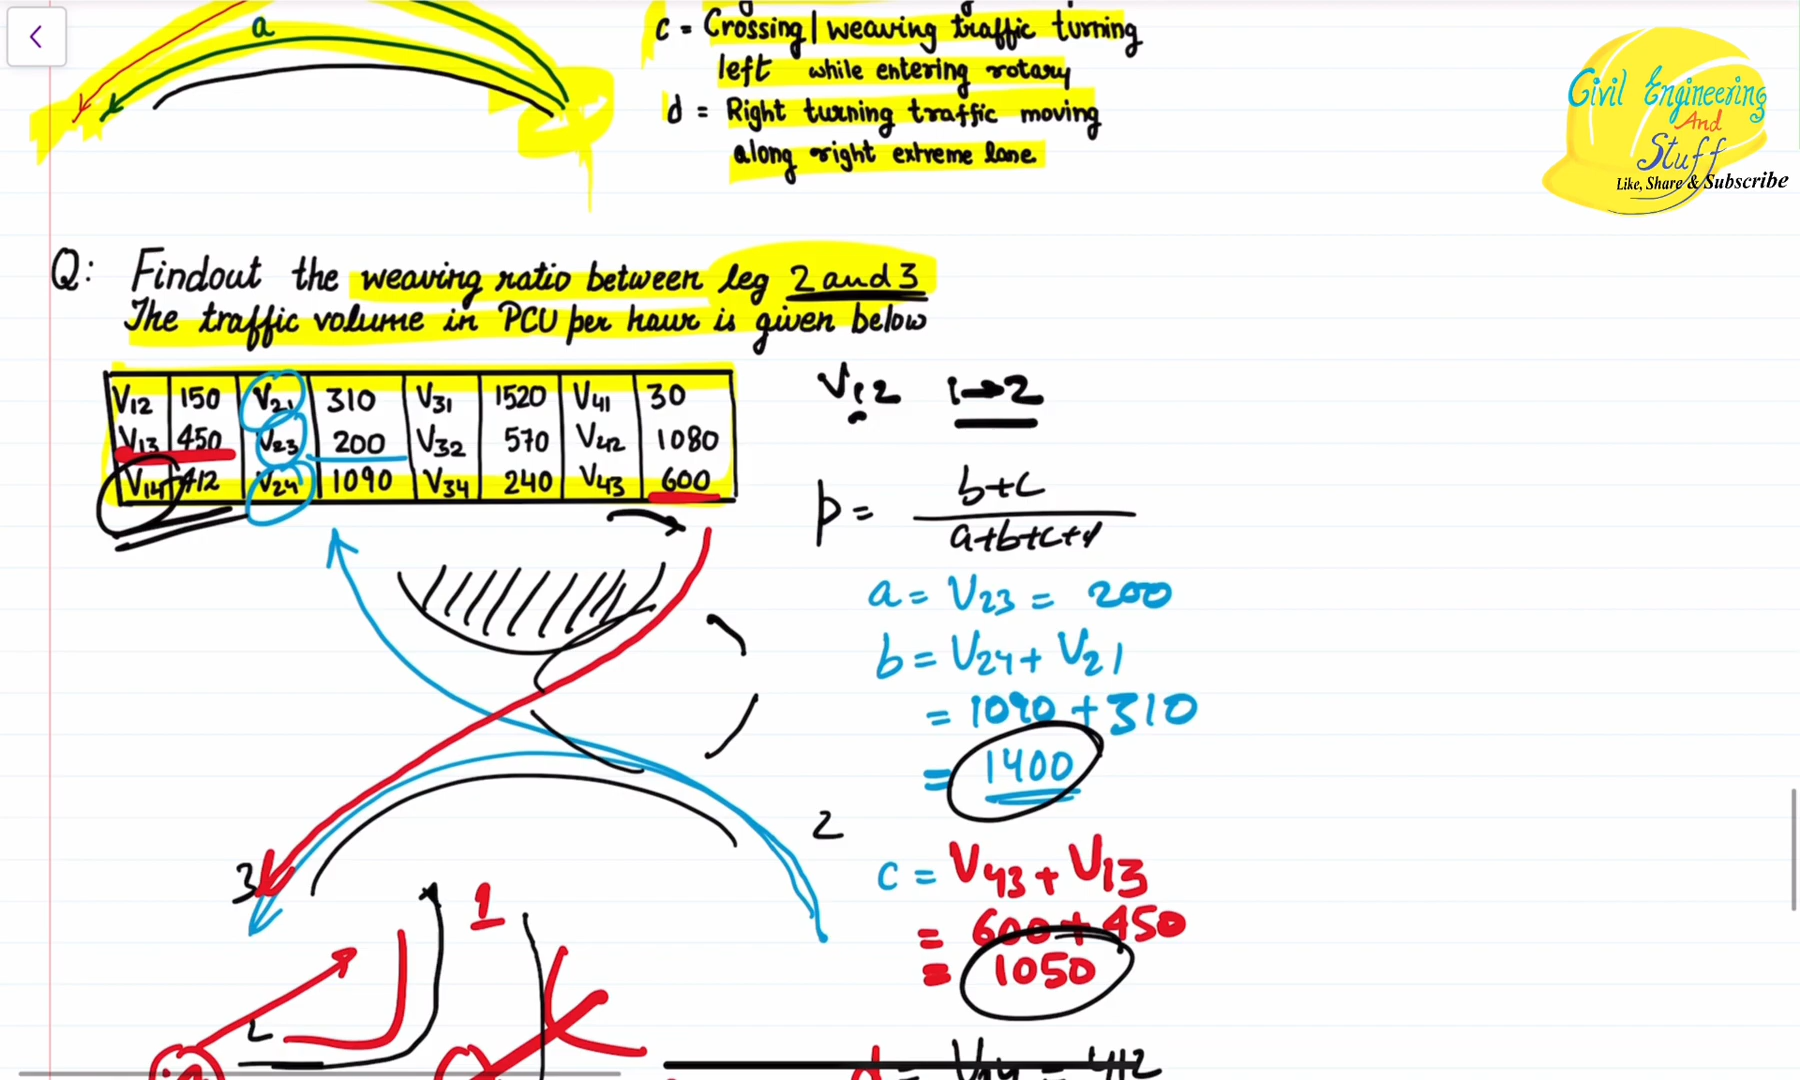 a
c = Crossing | weaving traffic turning
left while entering rotary
d = Right turning traffic moving
along right extreme lane
Civil Engineering
And
Stuff
Like, Share & Subscribe
Q: Findout the weaving ratio between leg 2 and 3
The traffic volume in PCU per hour is given below
V12 150 V21 310 V31 1520 V41 30
V13 450 V23 200 V32 570 V42 1080
V14 412 V24 1090 V34 240 V43 600
V12 1→2
p = b+c
a+b+c+d
a = V23 = 200
b = V24 + V21
= 1090 + 310
= 1400
2
3
1
c = V43 + V13
= 600 + 450
= 1050
d = V14 = 412